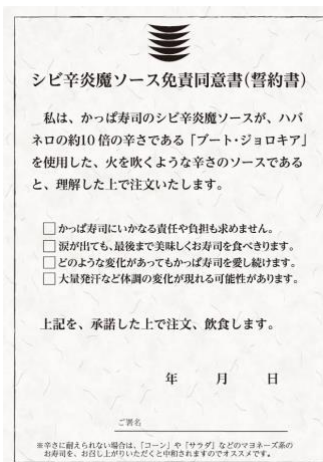 シビ辛炎魔ソース免責同意書(誓約書)
私は、かっぱ寿司のシビ辛炎魔ソースが、ハバ
ネロの約10倍の辛さである「ブート・ジョロキア」
を使用した、火を吹くような辛さのソースである
と、理解した上で注文いたします。
□かっぱ寿司にいかなる責任や負担も求めません。
□涙が出ても、最後まで美味しくお寿司を食べきります。
□どのような変化があってもかっぱ寿司を愛し続けます。
□大量発汗など体調の変化が現れる可能性があります。
上記を、承諾した上で注文、飲食します。
年 月 日
ご署名
※辛さに耐えられない場合は、「コーン」や「サラダ」などのマヨネーズ系の
お寿司を、お召し上がりいただくと中和されますのでオススメです。